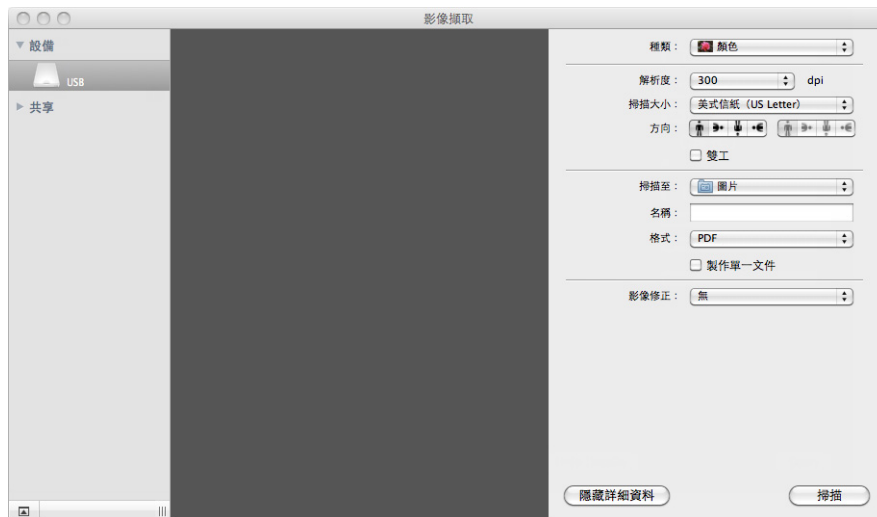 影像擷取
設備
USB
共享
種類： 顏色
解析度： 300 dpi
掃描大小： 美式信紙（US Letter）
方向：
雙工
掃描至： 圖片
名稱：
格式： PDF
製作單一文件
影像修正： 無
隱藏詳細資料 掃描